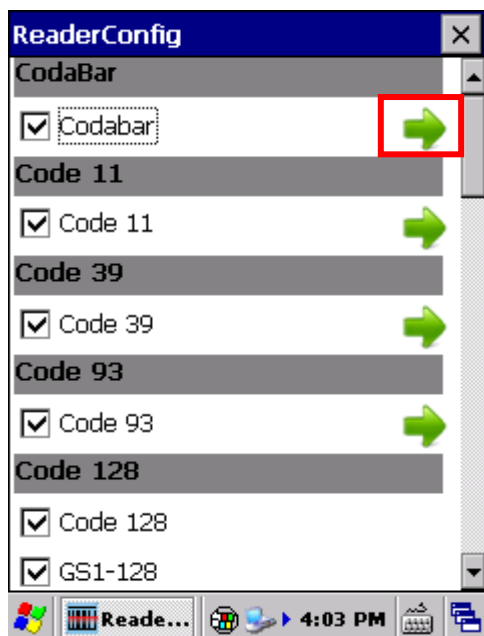 ReaderConfig
CodaBar
Codabar
Code 11
Code 11
Code 39
Code 39
Code 93
Code 93
Code 128
Code 128
GS1-128
Reade... 4:03 PM